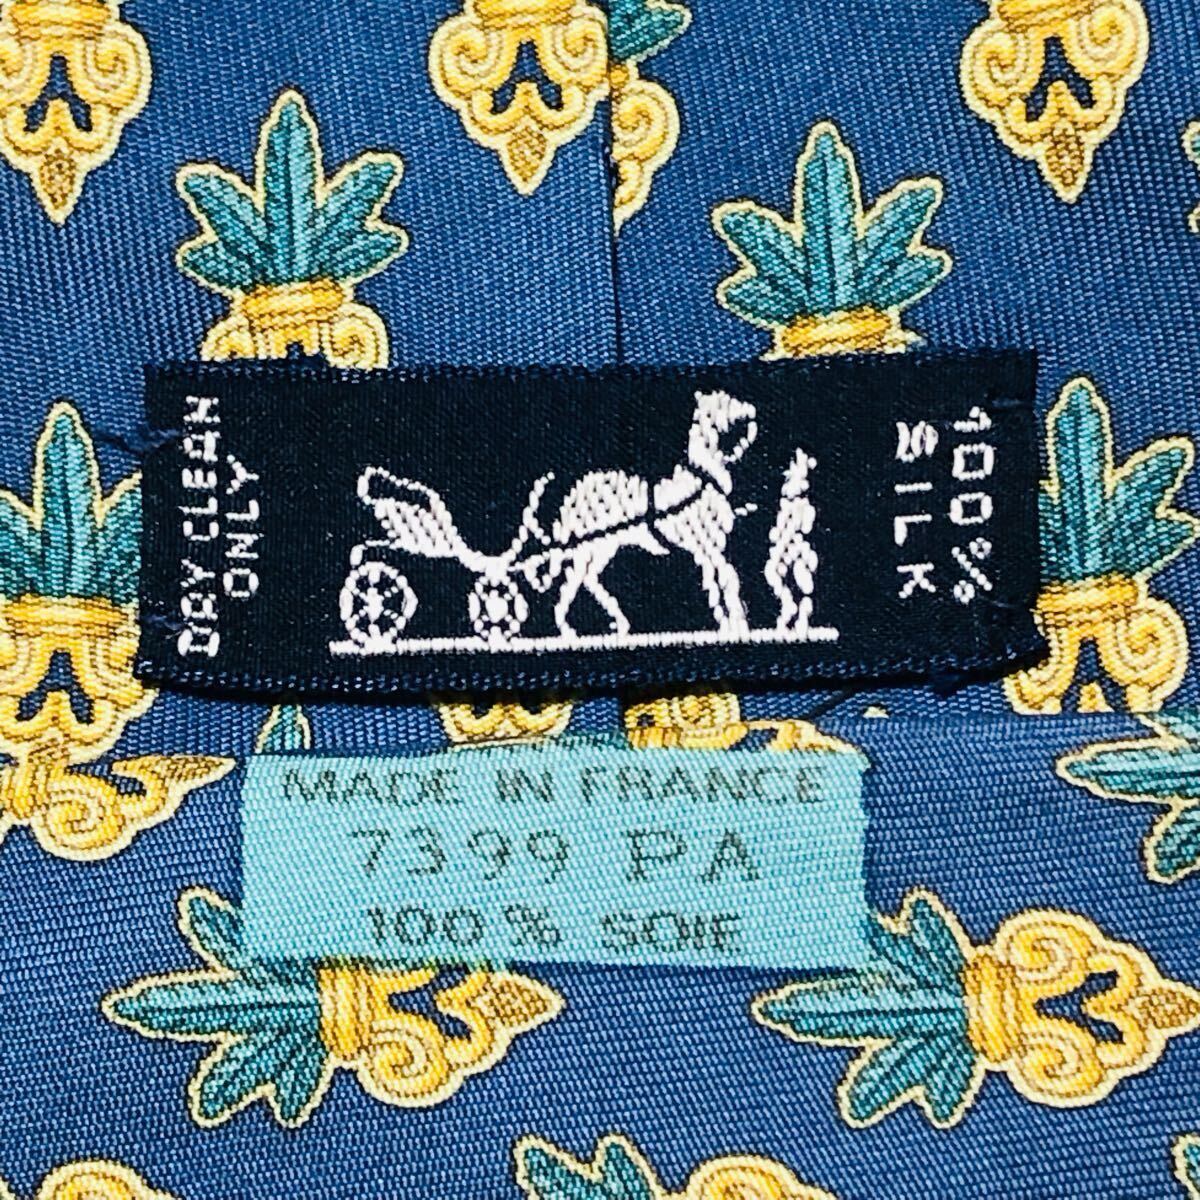 DRY CLEAN
ONLY
100%
SILK
MADE IN FRANCE
7399 PA
100% SOIE